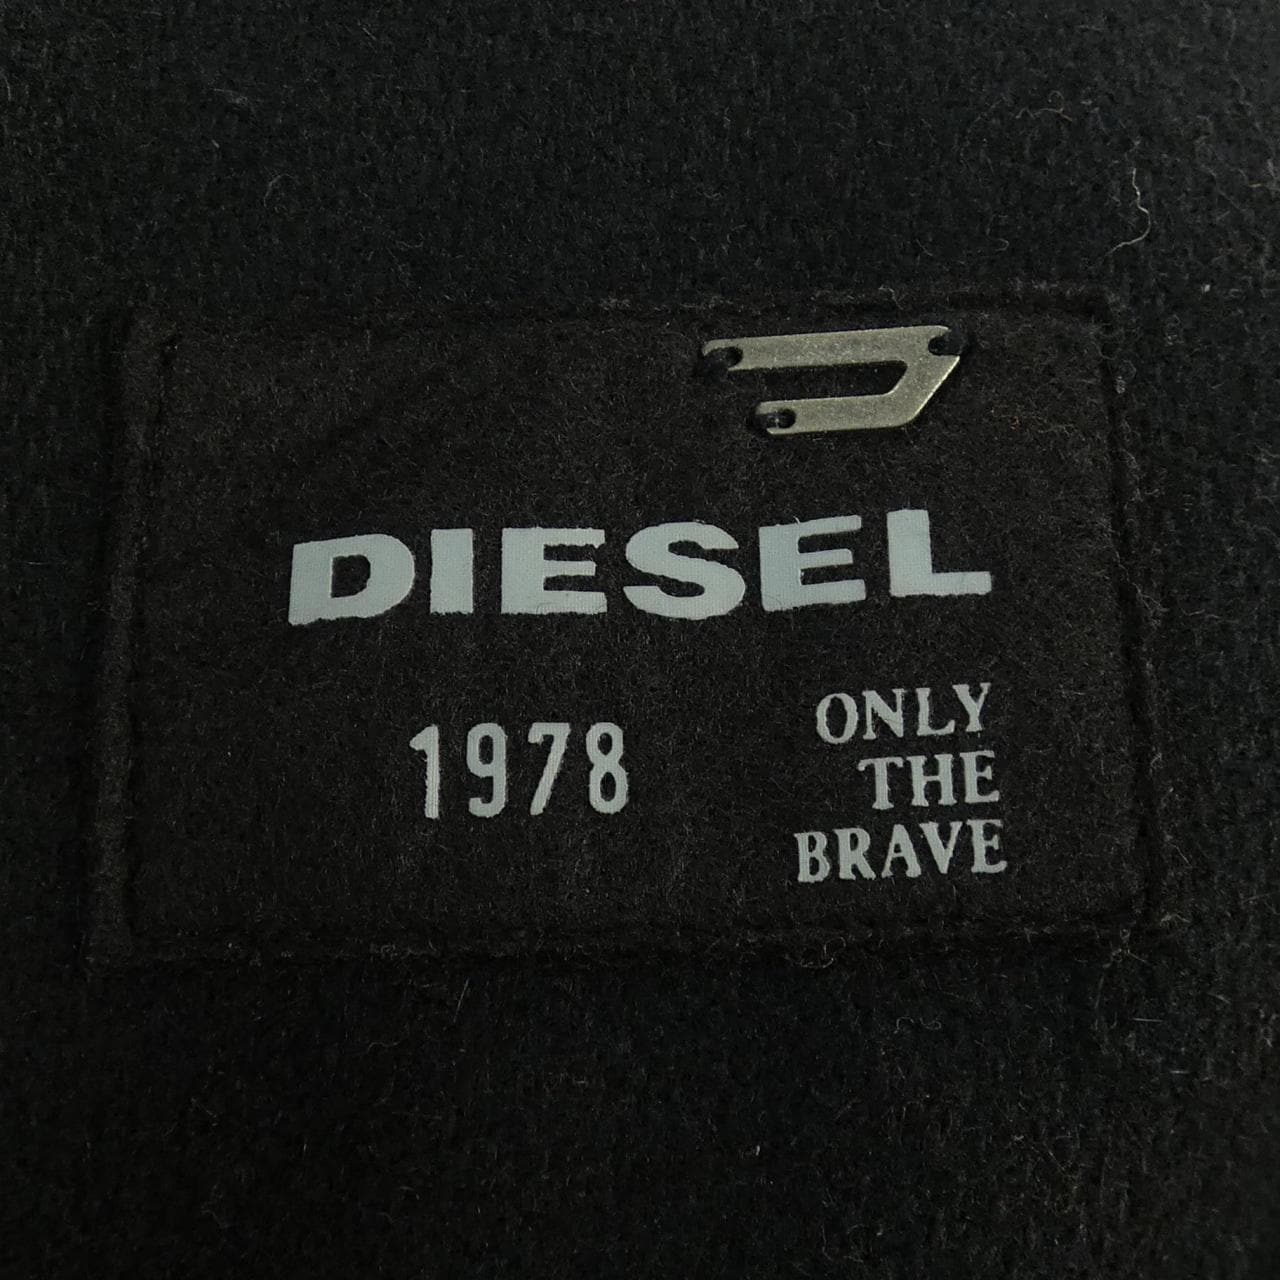 DIESEL
1978
ONLY
THE
BRAVE